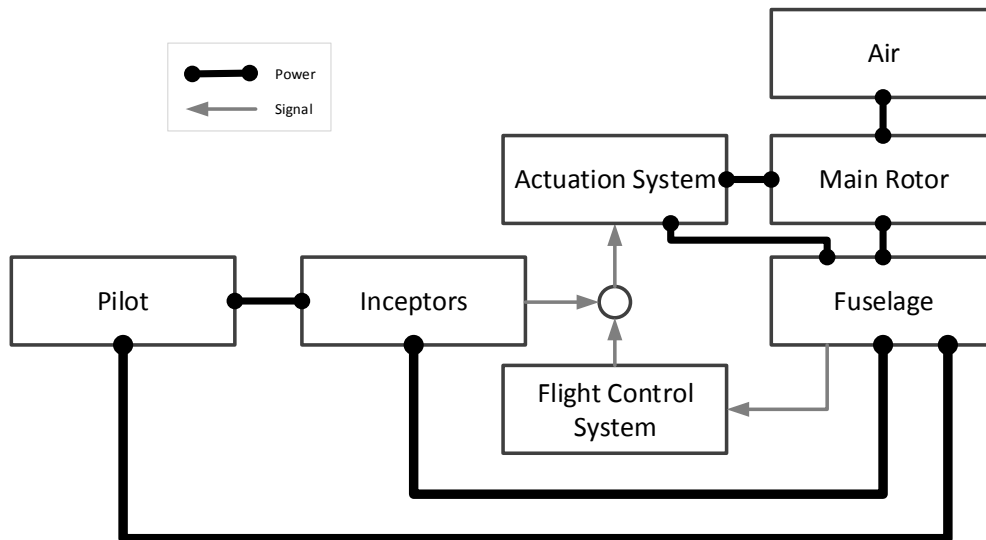 Power
Signal
Air
Actuation System
Main Rotor
Pilot
Inceptors
Fuselage
Flight Control
System